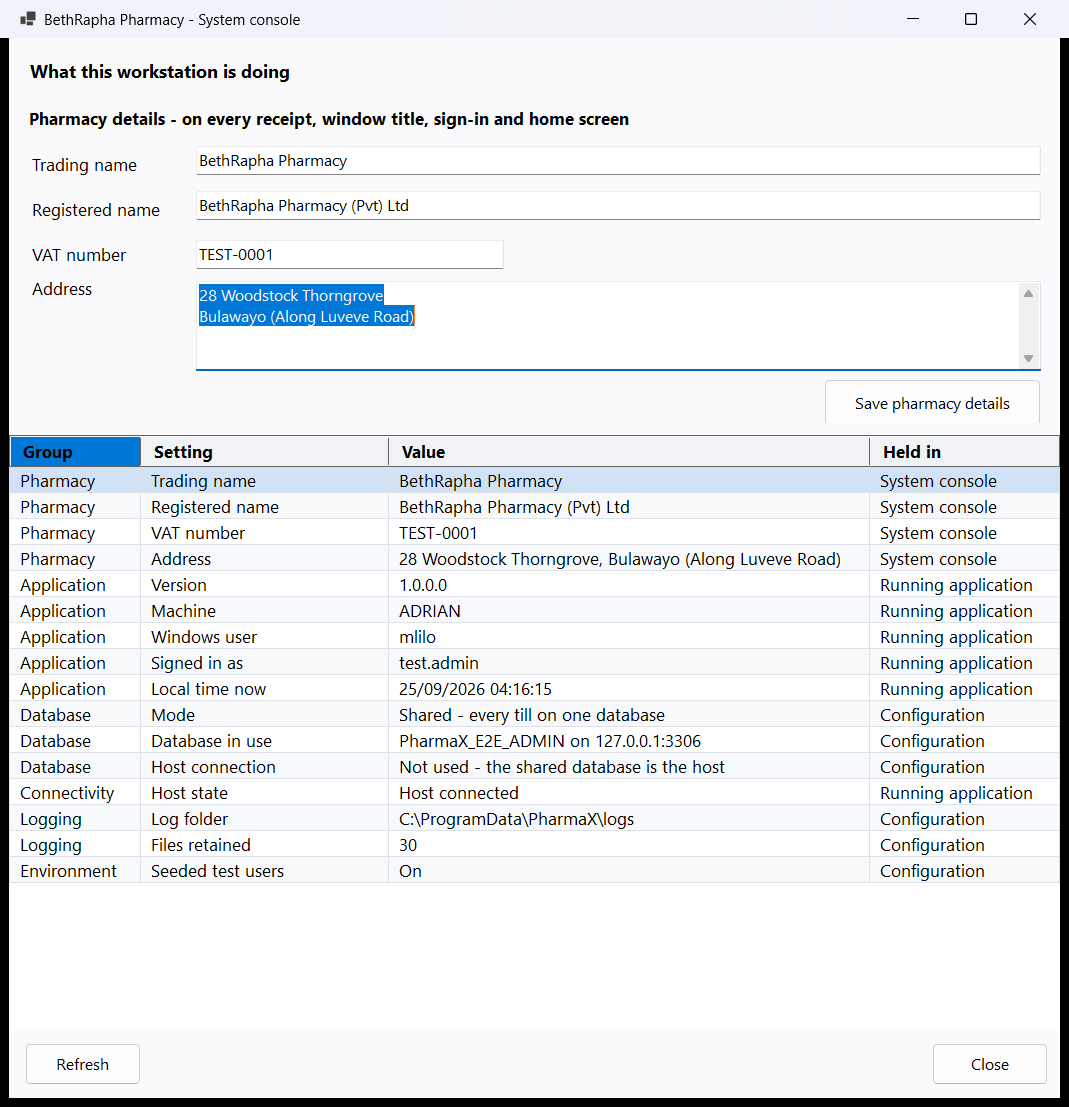 BethRapha Pharmacy - System console
What this workstation is doing
Pharmacy details - on every receipt, window title, sign-in and home screen
Trading name BethRapha Pharmacy
Registered name BethRapha Pharmacy (Pvt) Ltd
VAT number TEST-0001
Address 28 Woodstock Thorngrove
Bulawayo (Along Luveve Road)
Save pharmacy details
Group Setting Value Held in
Pharmacy Trading name BethRapha Pharmacy System console
Pharmacy Registered name BethRapha Pharmacy (Pvt) Ltd System console
Pharmacy VAT number TEST-0001 System console
Pharmacy Address 28 Woodstock Thorngrove, Bulawayo (Along Luveve Road) System console
Application Version 1.0.0.0 Running application
Application Machine ADRIAN Running application
Application Windows user mlilo Running application
Application Signed in as test.admin Running application
Application Local time now 25/09/2026 04:16:15 Running application
Database Mode Shared - every till on one database Configuration
Database Database in use PharmaX_E2E_ADMIN on 127.0.0.1:3306 Configuration
Database Host connection Not used - the shared database is the host Configuration
Connectivity Host state Host connected Running application
Logging Log folder C:\ProgramData\PharmaX\logs Configuration
Logging Files retained 30 Configuration
Environment Seeded test users On Configuration
Refresh Close